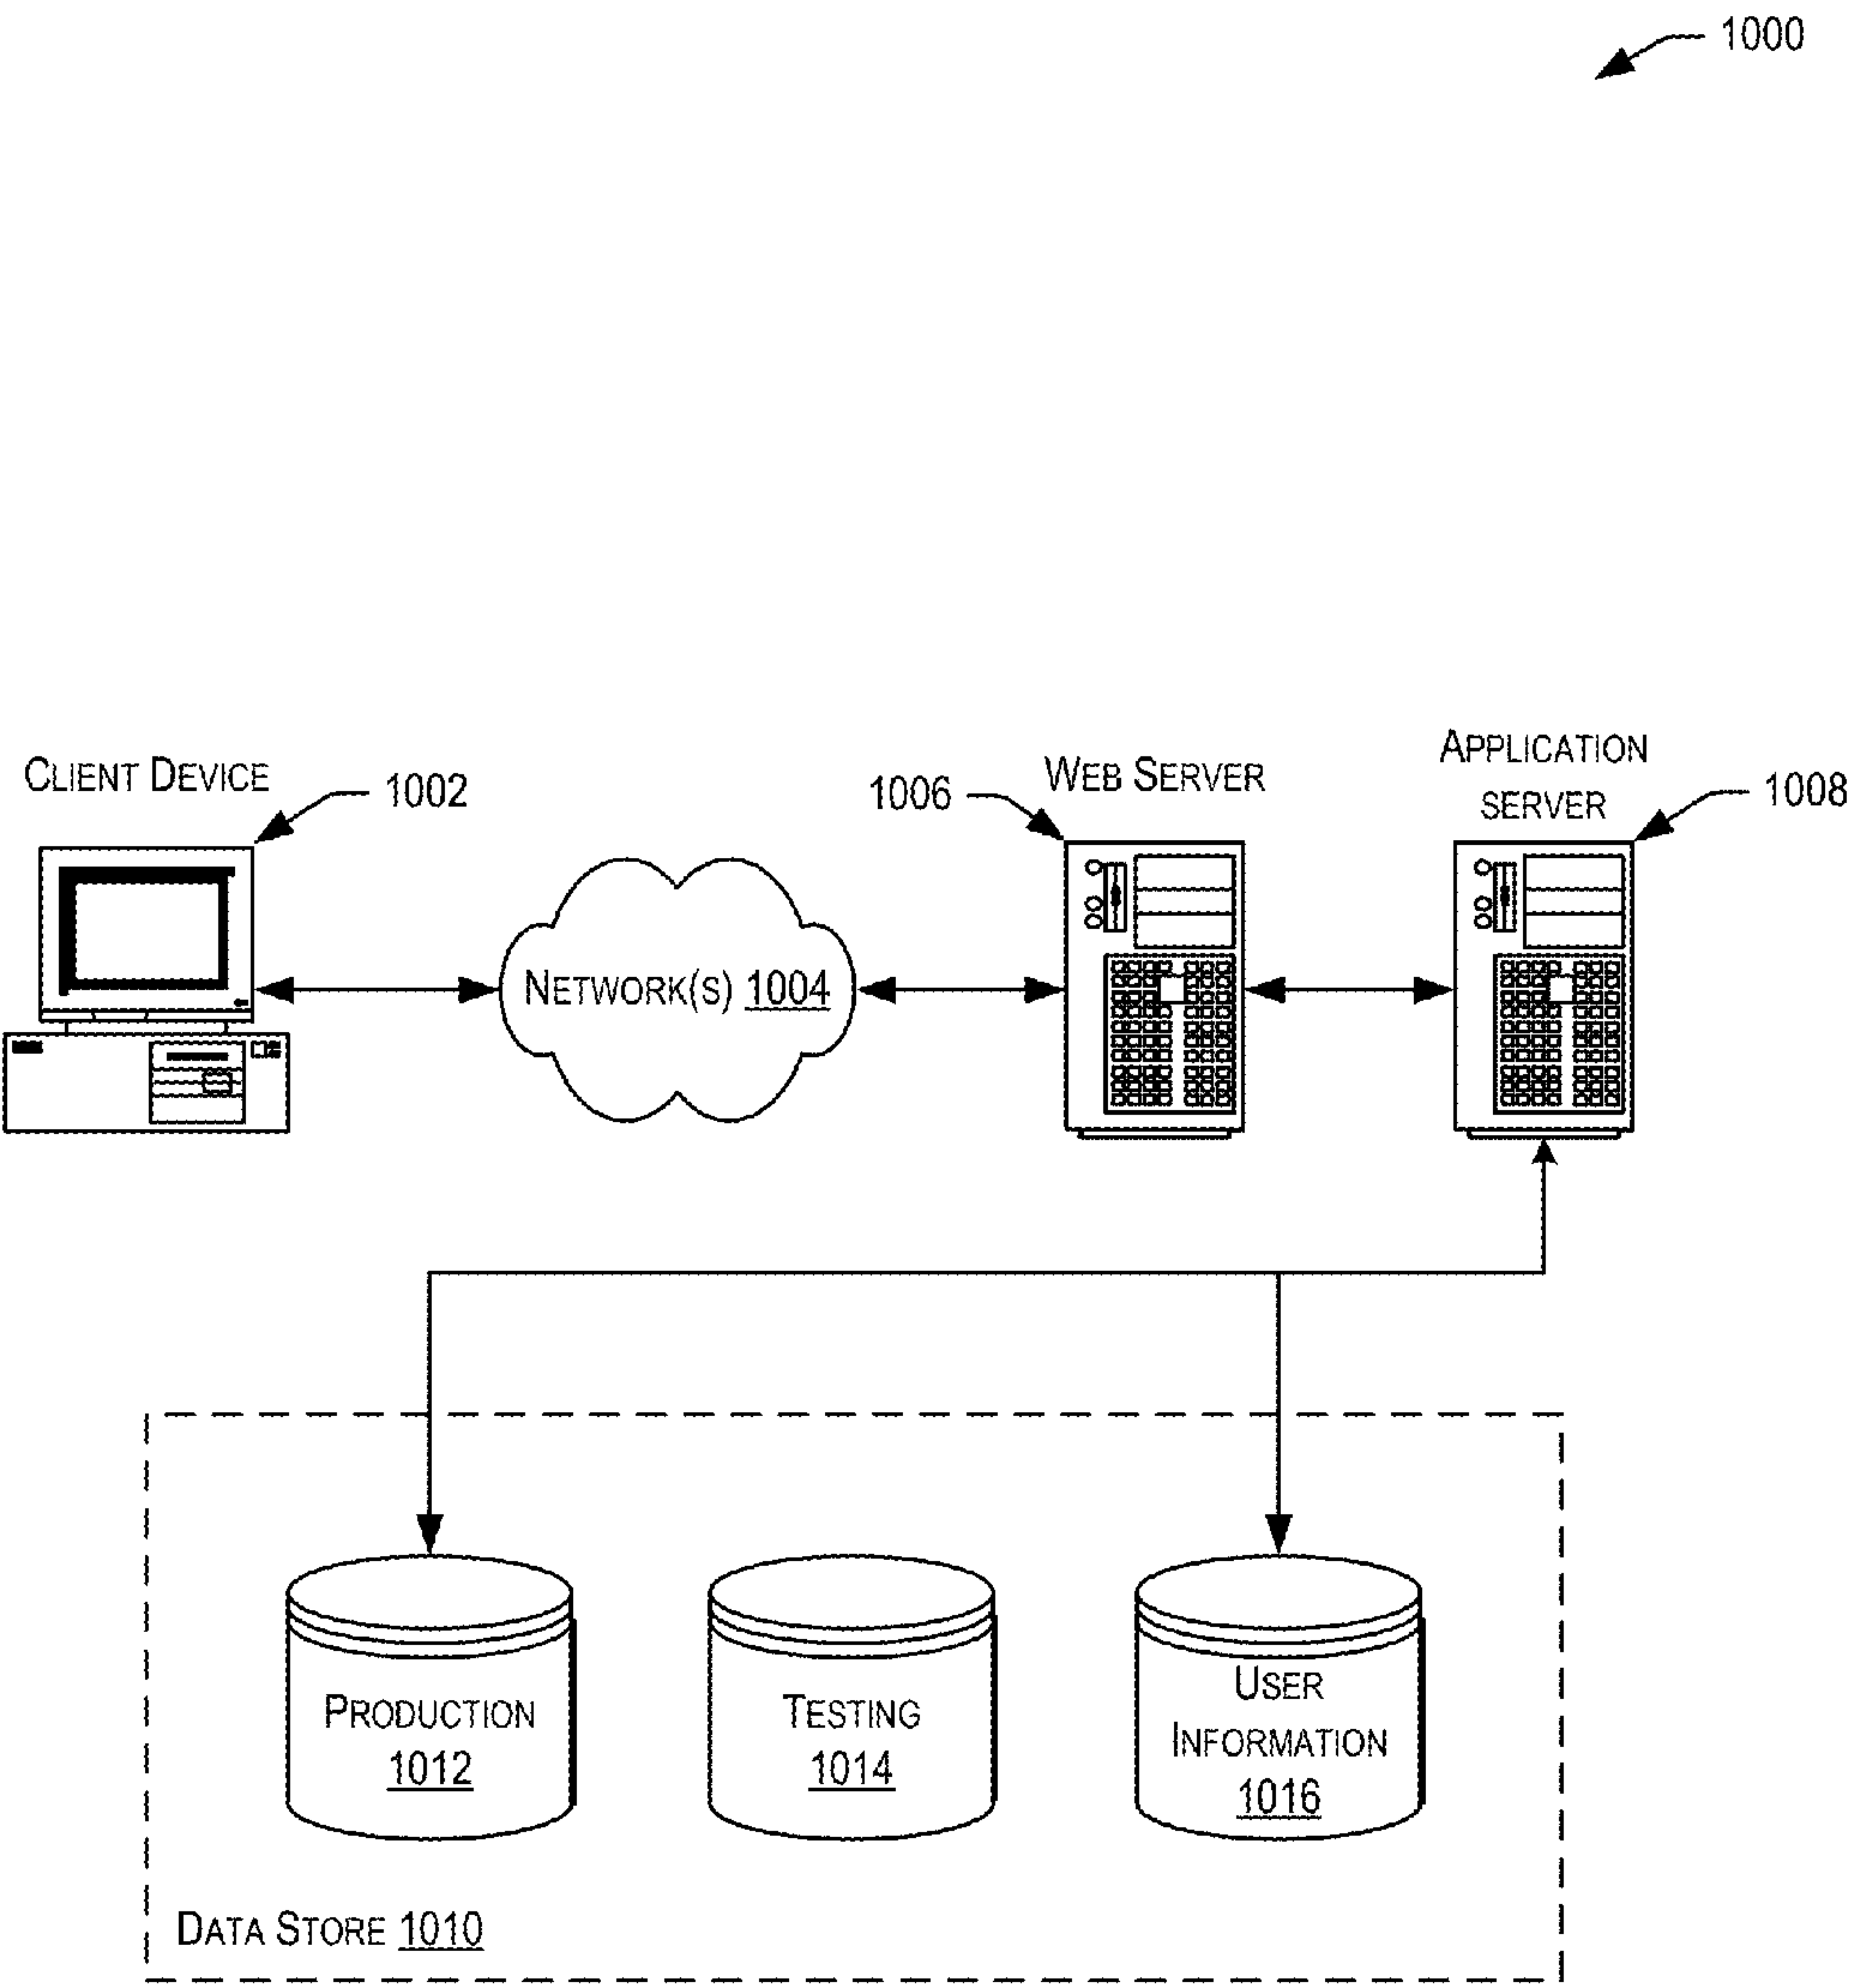 1000
CLIENT DEVICE
1002
1006
WEB SERVER
APPLICATION
SERVER
1008
NETWORK(S) 1004
PRODUCTION
1012
TESTING
1014
USER
INFORMATION
1016
DATA STORE 1010